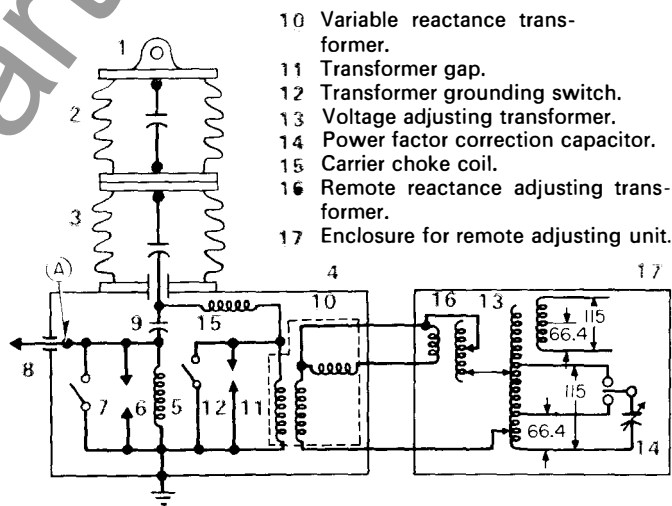 art
10 Variable reactance trans-
former.
11 Transformer gap.
12 Transformer grounding switch.
13 Voltage adjusting transformer.
14 Power factor correction capacitor.
15 Carrier choke coil.
16 Remote reactance adjusting trans-
former.
17 Enclosure for remote adjusting unit.
1
2
3
A
4
10
17
16
13
115
66.4
9
15
8
7
6
5
12
11
115
66.4
14